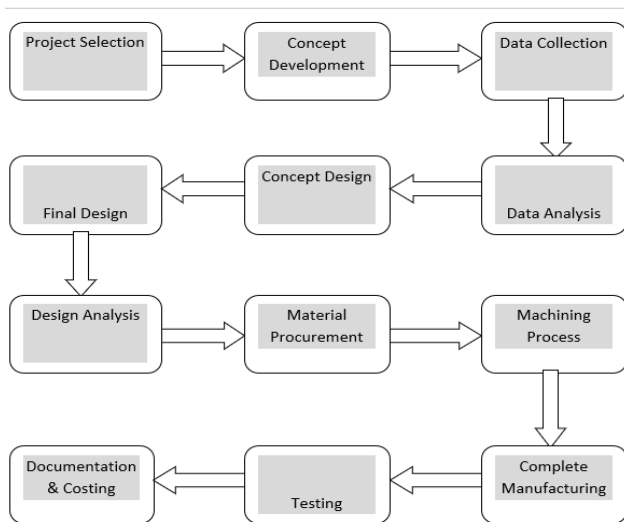 Project Selection
Concept
Development
Data Collection
Data Analysis
Concept Design
Final Design
Design Analysis
Material
Procurement
Machining
Process
Complete
Manufacturing
Testing
Documentation
& Costing